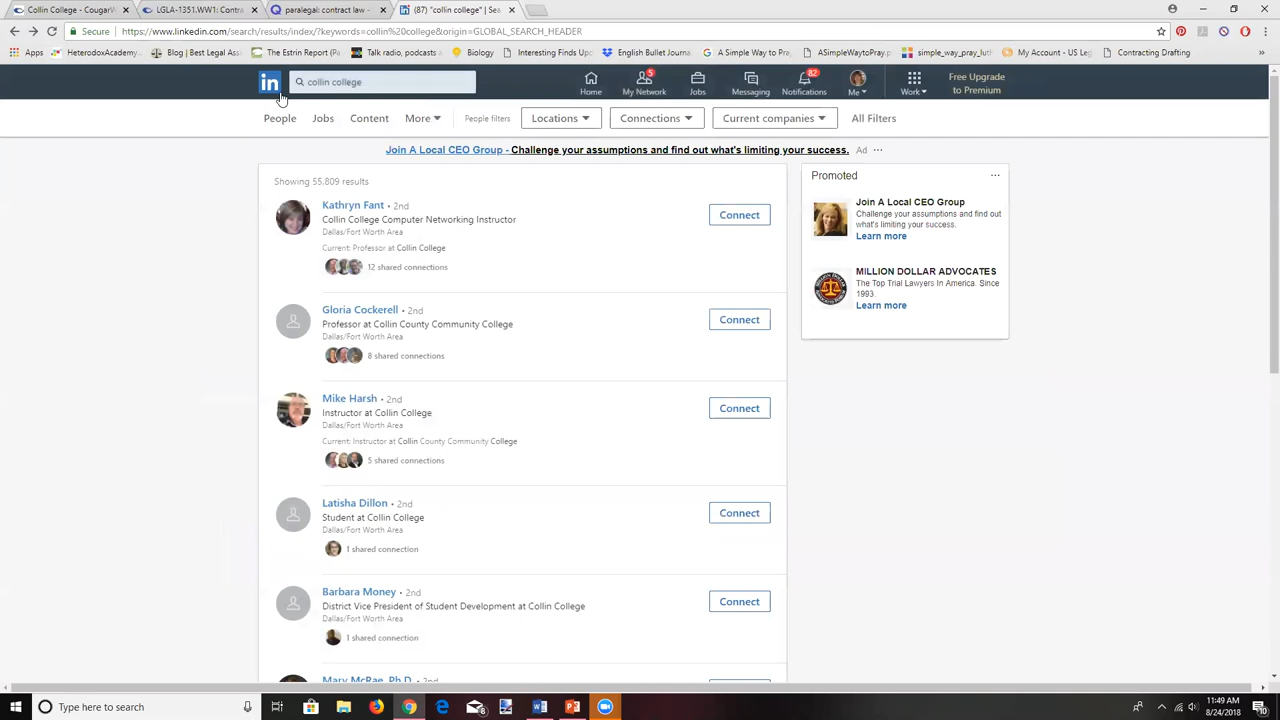 Collin College - CougarW
LGLA-1351.WW1: Contra
paralegal: contract law -
(87) "collin college" | Sea
Secure https://www.linkedin.com/search/results/index/?keywords=collin%20college&origin=GLOBAL_SEARCH_HEADER
Apps HeterodoxAcademy. Blog | Best Legal Assi The Estrin Report (Pa Talk radio, podcasts a Biology Interesting Finds Upd English Bullet Journal A Simple Way to Pray ASimpleWaytoPray.p simple_way_pray_luth My Account - US Leg Contracting Drafting
in collin college
5 82
Home My Network Jobs Messaging Notifications Me Work
Free Upgrade
to Premium
People Jobs Content More People filters Locations Connections Current companies All Filters
Join A Local CEO Group - Challenge your assumptions and find out what's limiting your success. Ad ...
Showing 55,809 results
Kathryn Fant • 2nd
Collin College Computer Networking Instructor
Dallas/Fort Worth Area
Current: Professor at Collin College
12 shared connections
Connect
Gloria Cockerell • 2nd
Professor at Collin County Community College
Dallas/Fort Worth Area
8 shared connections
Connect
Mike Harsh • 2nd
Instructor at Collin College
Dallas/Fort Worth Area
Current: Instructor at Collin County Community College
5 shared connections
Connect
Latisha Dillon • 2nd
Student at Collin College
Dallas/Fort Worth Area
1 shared connection
Connect
Barbara Money • 2nd
District Vice President of Student Development at Collin College
Dallas/Fort Worth Area
1 shared connection
Connect
Mary McRae, Ph.D. • 2nd
Promoted ...
Join A Local CEO Group
Challenge your assumptions and find out
what's limiting your success.
Learn more
MILLION DOLLAR ADVOCATES
The Top Trial Lawyers In America. Since
1993.
Learn more
Type here to search
11:49 AM
8/24/2018